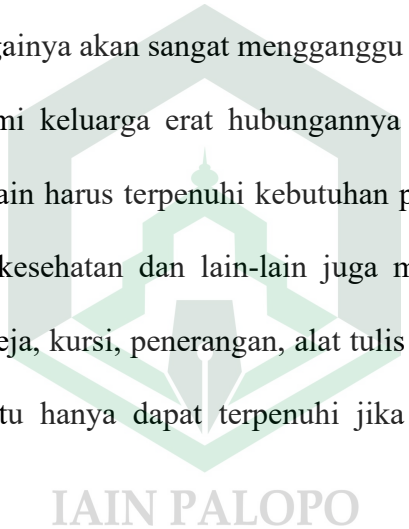 gainya akan sangat mengganggu
mi keluarga erat hubungannya
ain harus terpenuhi kebutuhan p
kesehatan dan lain-lain juga m
eja, kursi, penerangan, alat tulis
tu hanya dapat terpenuhi jika
IAIN PALOPO